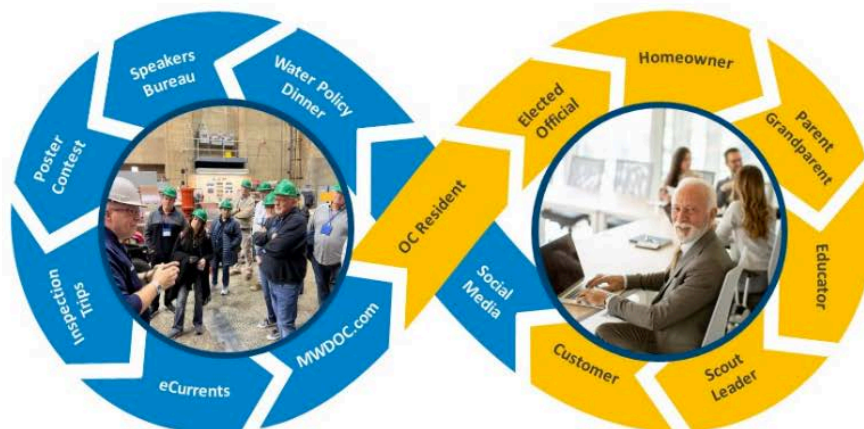 Speakers
Bureau
Water Policy
Dinner
Poster
Contest
Inspection
Trips
eCurrents
MWDOC.com
OC Resident
Social
Media
Elected
Official
Homeowner
Parent
Grandparent
Educator
Scout
Leader
Customer